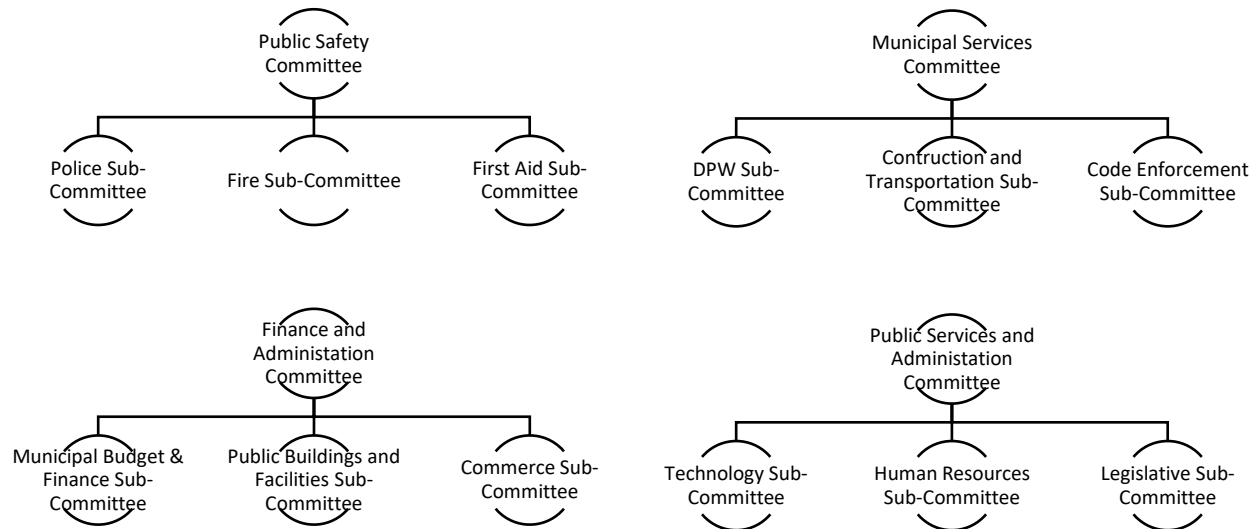 Public Safety
Committee
Police Sub-
Committee
Fire Sub-Committee
First Aid Sub-
Committee
Municipal Services
Committee
DPW Sub-
Committee
Contruction and
Transportation Sub-
Committee
Code Enforcement
Sub-Committee
Finance and
Administation
Committee
Municipal Budget &
Finance Sub-
Committee
Public Buildings and
Facilities Sub-
Committee
Commerce Sub-
Committee
Public Services and
Administation
Committee
Technology Sub-
Committee
Human Resources
Sub-Committee
Legislative Sub-
Committee